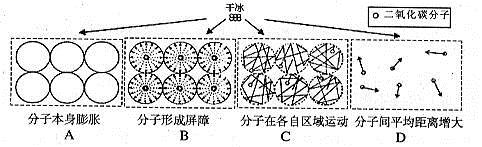 干冰
二氧化碳分子
分子本身膨胀
分子形成屏障
分子在各自区域运动
分子间平均距离增大
A
B
C
D